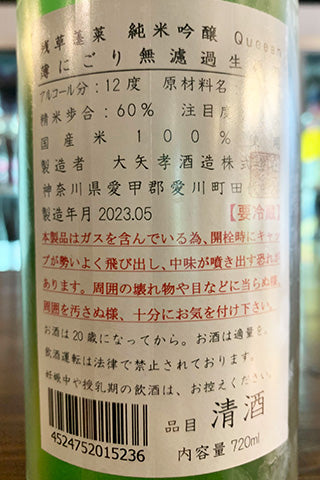 残草蓬莱 純米吟醸 Queeen
薄にごり無濾過生
アルコール分：12度 原材料名
精米歩合：60% 注目度
国産米 100%
製造者 大矢孝酒造株式
神奈川県愛甲郡愛川町田代
製造年月 2023.05 【要冷蔵】
本製品はガスを含んでいる為、開栓時にキャッ
プが勢いよく飛び出し、中味が噴き出す恐れが
あります。周囲の壊れ物や目などに当らぬ様、
周囲を汚さぬ様、十分にお気を付け下さい。
お酒は20歳になってから。お酒は適量を。
飲酒運転は法律で禁止されております。
妊娠中や授乳期の飲酒は、お控えください。
4524752015236
品目 清酒
内容量 720ml